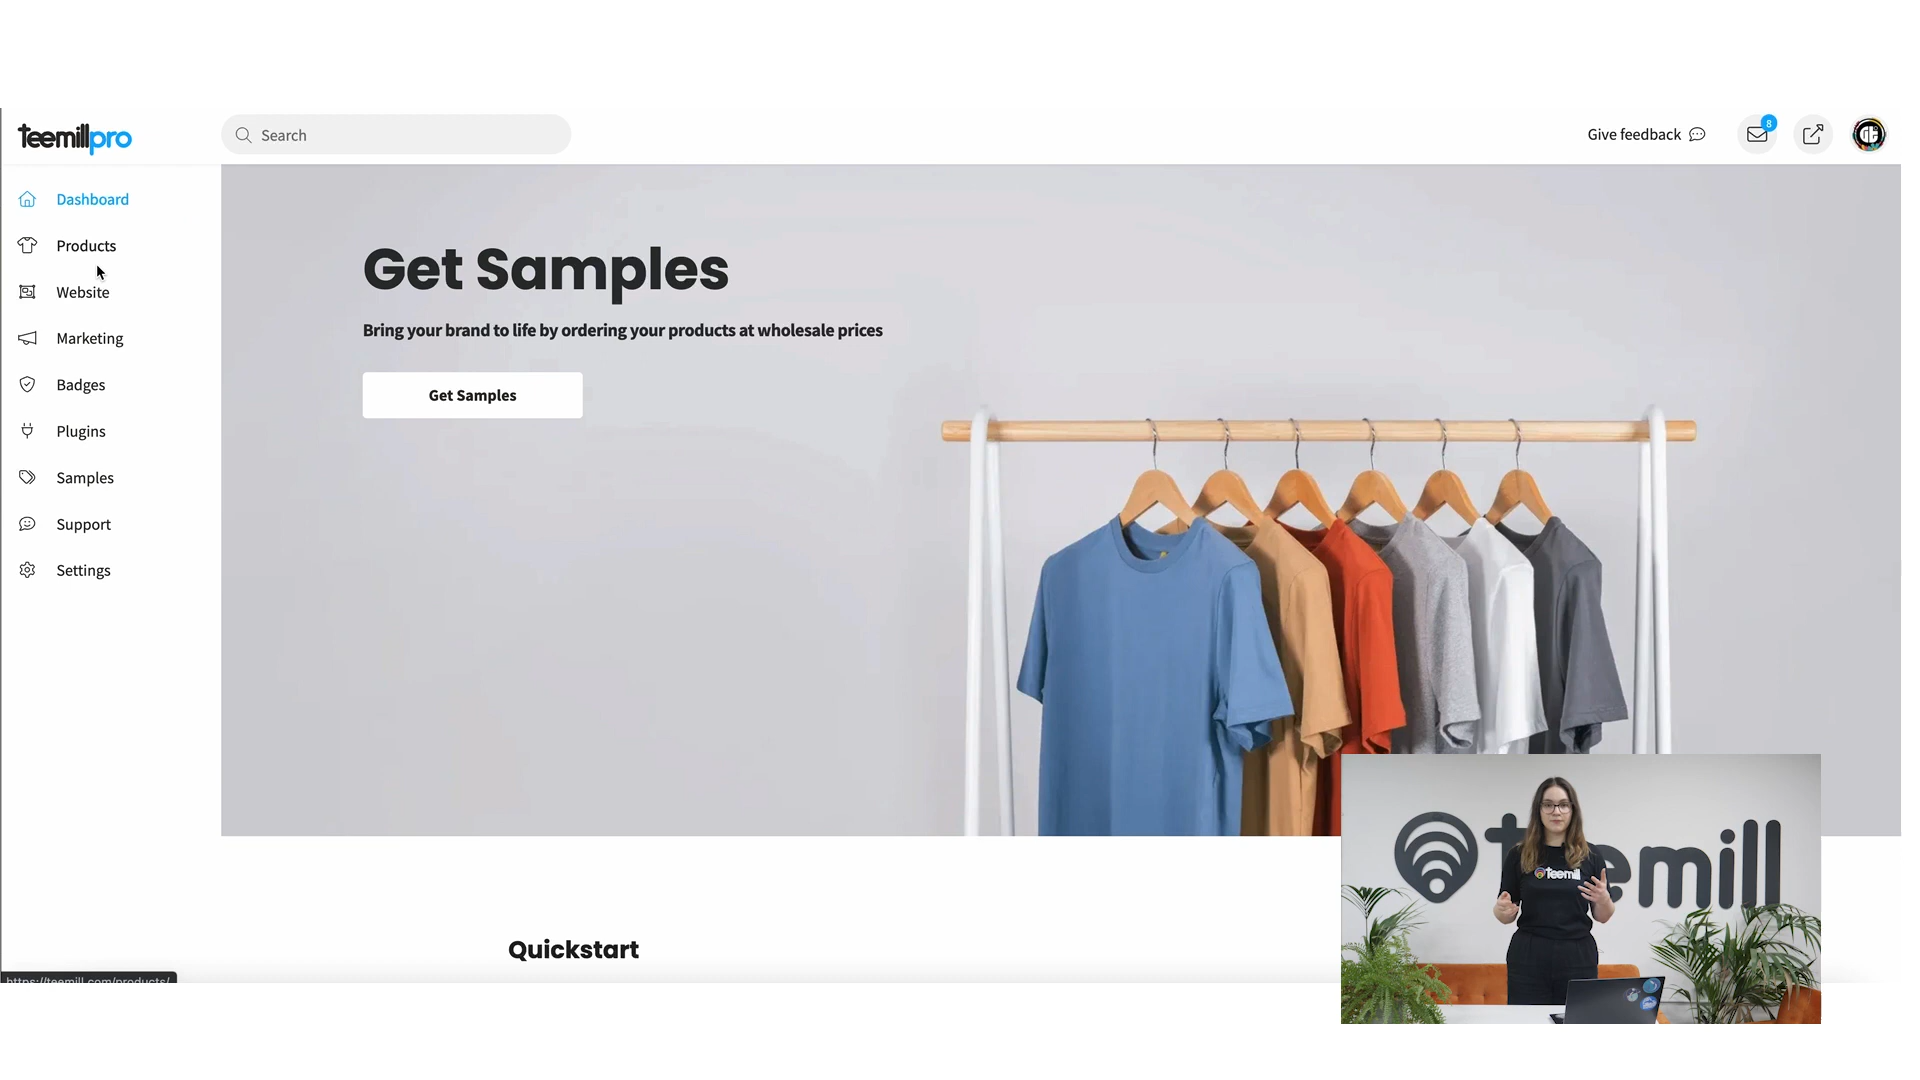 teemillpro
Search
Give feedback
8
Dashboard
Products
Website
Marketing
Badges
Plugins
Samples
Support
Settings
Get Samples
Bring your brand to life by ordering your products at wholesale prices
Get Samples
Quickstart
https://teemill.com/products/
teemill
teemill